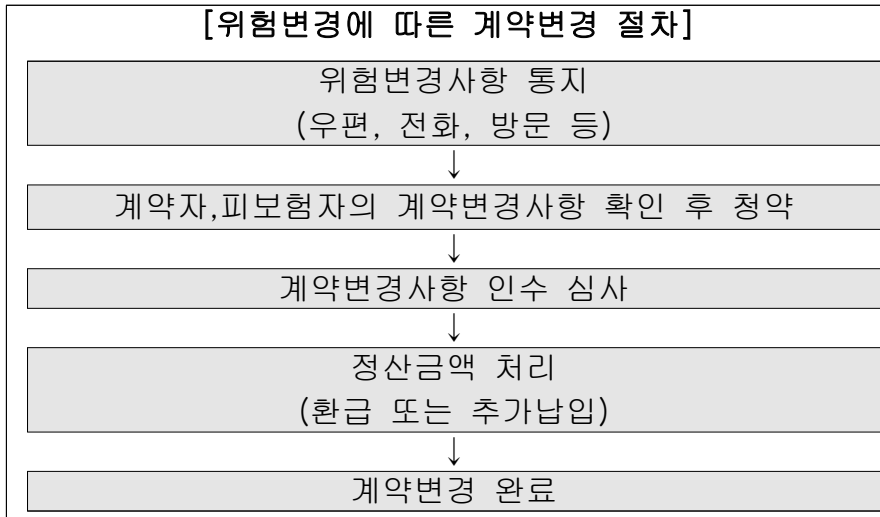 [위험변경에 따른 계약변경 절차]
위험변경사항 통지
(우편, 전화, 방문 등)
↓
계약자,피보험자의 계약변경사항 확인 후 청약
↓
계약변경사항 인수 심사
↓
정산금액 처리
(환급 또는 추가납입)
↓
계약변경 완료